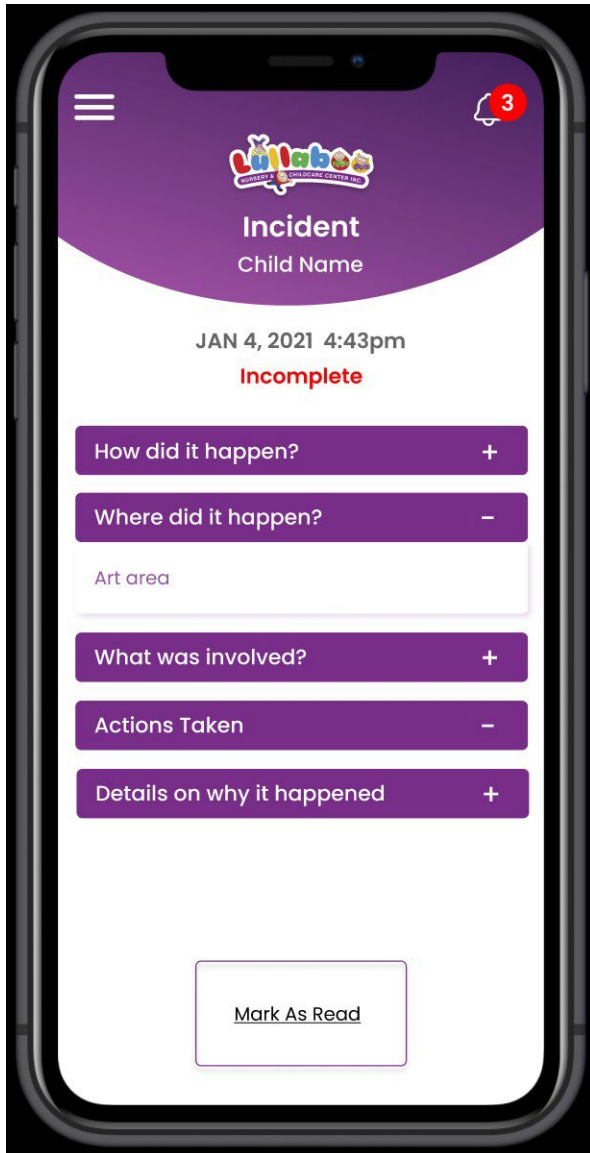 3
Lullaboo
NURSERY & CHILDCARE CENTER INC.
Incident
Child Name
JAN 4, 2021 4:43pm
Incomplete
How did it happen? +
Where did it happen? -
Art area
What was involved? +
Actions Taken -
Details on why it happened +
Mark As Read